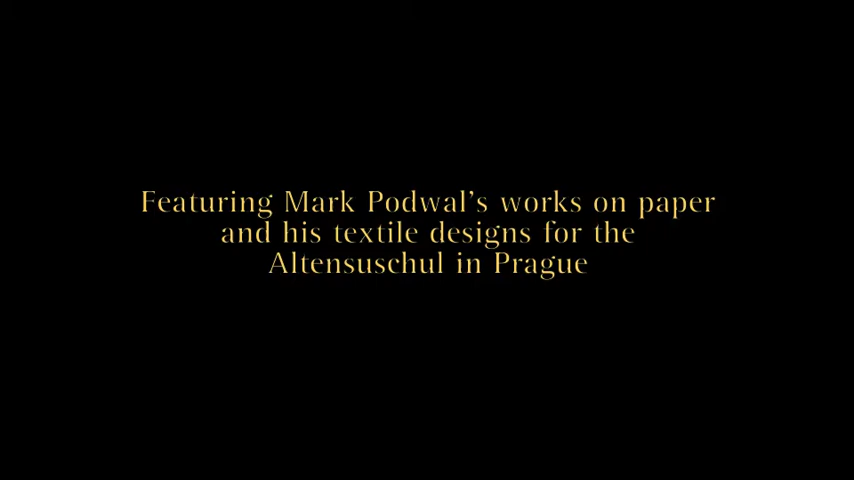 Featuring Mark Podwal's works on paper
and his textile designs for the
Altensuschul in Prague